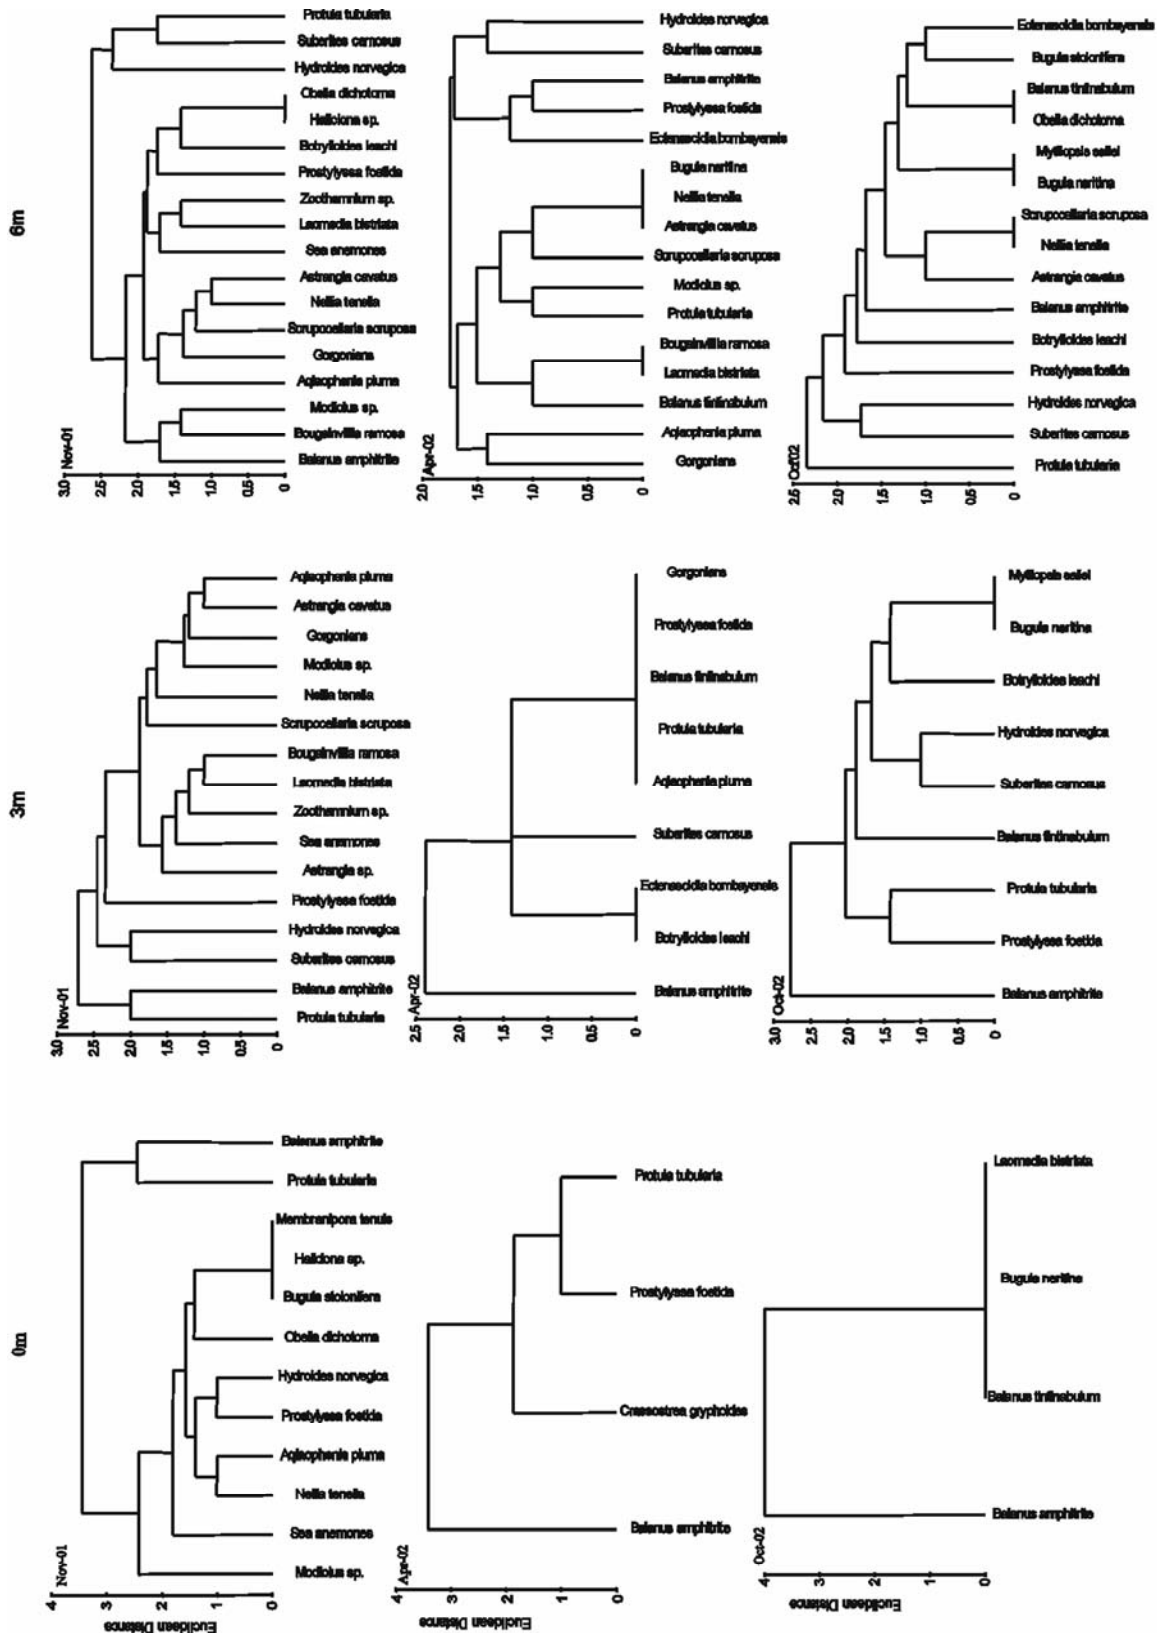 6m
Nov-01
Protula tubularia
Suberites carnosus
Hydroides norvegica
Obelia dichotoma
Haliclona sp.
Botrylloides leachi
Prostylyssa foetida
Zoothamnium sp.
Laomedia bistriata
Sea anemones
Astrangia cavatus
Nellia tenella
Scrupocellaria scruposa
Gorgonians
Aglaophenia pluma
Modiolus sp.
Bougainvillia ramosa
Balanus amphitrite
3.0
2.5
2.0
1.5
1.0
0.5
0
Apr-02
Hydroides norvegica
Suberites carnosus
Balanus amphitrite
Prostylyssa foetida
Ectenascidia bombayensis
Bugula neritina
Nellia tenella
Astrangia cavatus
Scrupocellaria scruposa
Modiolus sp.
Protula tubularia
Bougainvillia ramosa
Laomedia bistriata
Balanus tintinabulum
Aglaophenia pluma
Gorgonians
2.0
1.5
1.0
0.5
0
Oct02
Ectenascidia bombayensis
Bugula stolonifera
Balanus tintinabulum
Obelia dichotoma
Mytilopsis sallei
Bugula neritina
Scrupocellaria scruposa
Nellia tenella
Astrangia cavatus
Balanus amphitrite
Botrylloides leachi
Prostylyssa foetida
Hydroides norvegica
Suberites carnosus
Protula tubularia
2.5
2.0
1.5
1.0
0.5
0
3m
Nov-01
Aglaophenia pluma
Astrangia cavatus
Gorgonians
Modiolus sp.
Nellia tenella
Scrupocellaria scruposa
Bougainvillia ramosa
Laomedia bistriata
Zoothamnium sp.
Sea anemones
Astrangia sp.
Prostylyssa foetida
Hydroides norvegica
Suberites carnosus
Balanus amphitrite
Protula tubularia
3.0
2.5
2.0
1.5
1.0
0.5
0
Apr-02
Gorgonians
Prostylyssa foetida
Balanus tintinabulum
Protula tubularia
Aglaophenia pluma
Suberites carnosus
Ectenascidia bombayensis
Botrylloides leachi
Balanus amphitrite
2.5
2.0
1.5
1.0
0.5
0
Oct-02
Mytilopsis sallei
Bugula neritina
Botrylloides leachi
Hydroides norvegica
Suberites carnosus
Balanus tintinabulum
Protula tubularia
Prostylyssa foetida
Balanus amphitrite
3.0
2.5
2.0
1.5
1.0
0.5
0
0m
Nov-01
Balanus amphitrite
Protula tubularia
Membranipora tenuis
Haliclona sp.
Bugula stolonifera
Obelia dichotoma
Hydroides norvegica
Prostylyssa foetida
Aglaophenia pluma
Nellia tenella
Sea anemones
Modiolus sp.
4
3
2
1
0
Euclidean Distance
Apr-02
Protula tubularia
Prostylyssa foetida
Crassostrea gryphoides
Balanus amphitrite
4
3
2
1
0
Euclidean Distance
Oct-02
Laomedia bistriata
Bugula neritina
Balanus tintinabulum
Balanus amphitrite
4
3
2
1
0
Euclidean Distance